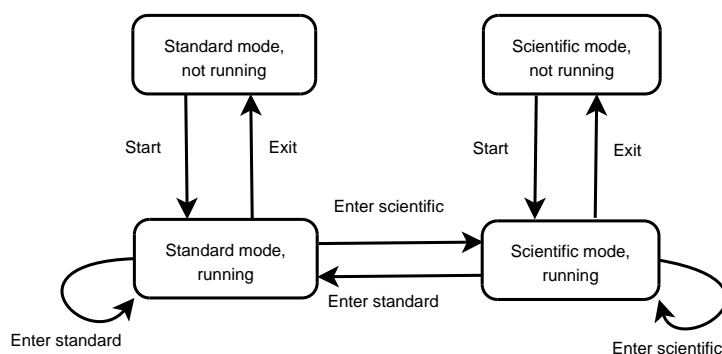 Standard mode,
not running
Scientific mode,
not running
Start
Exit
Start
Exit
Enter scientific
Standard mode,
running
Scientific mode,
running
Enter standard
Enter standard
Enter scientific